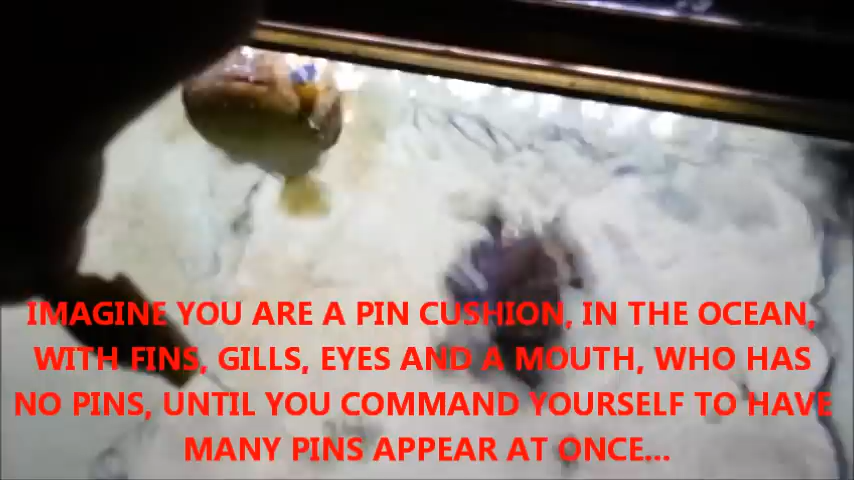 IMAGINE YOU ARE A PIN CUSHION, IN THE OCEAN,
WITH FINS, GILLS, EYES AND A MOUTH, WHO HAS
NO PINS, UNTIL YOU COMMAND YOURSELF TO HAVE
MANY PINS APPEAR AT ONCE...